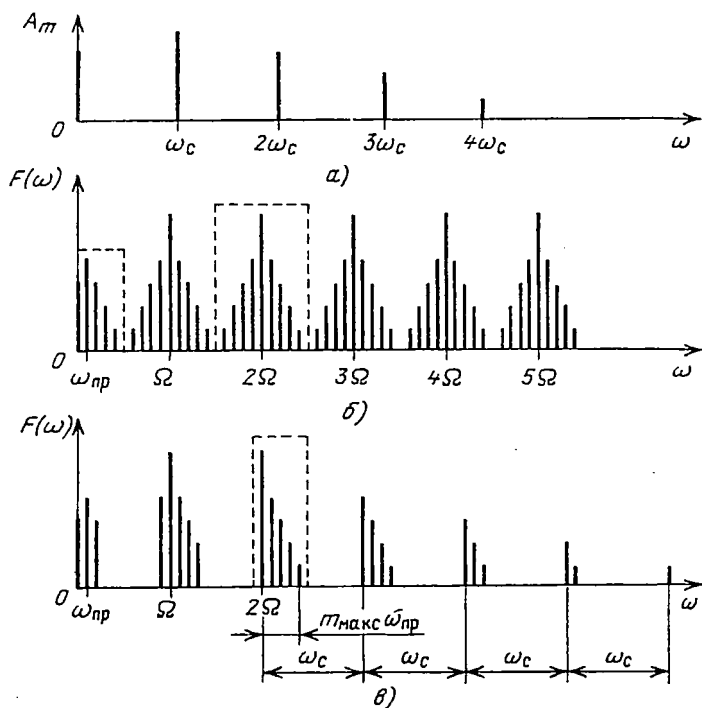 A_m
0 ω_c 2ω_c 3ω_c 4ω_c ω
а)
F(ω)
0 ω_пр Ω 2Ω 3Ω 4Ω 5Ω ω
б)
F(ω)
0 ω_пр Ω 2Ω ω
m_макс ω_пр
ω_c ω_c ω_c ω_c
в)